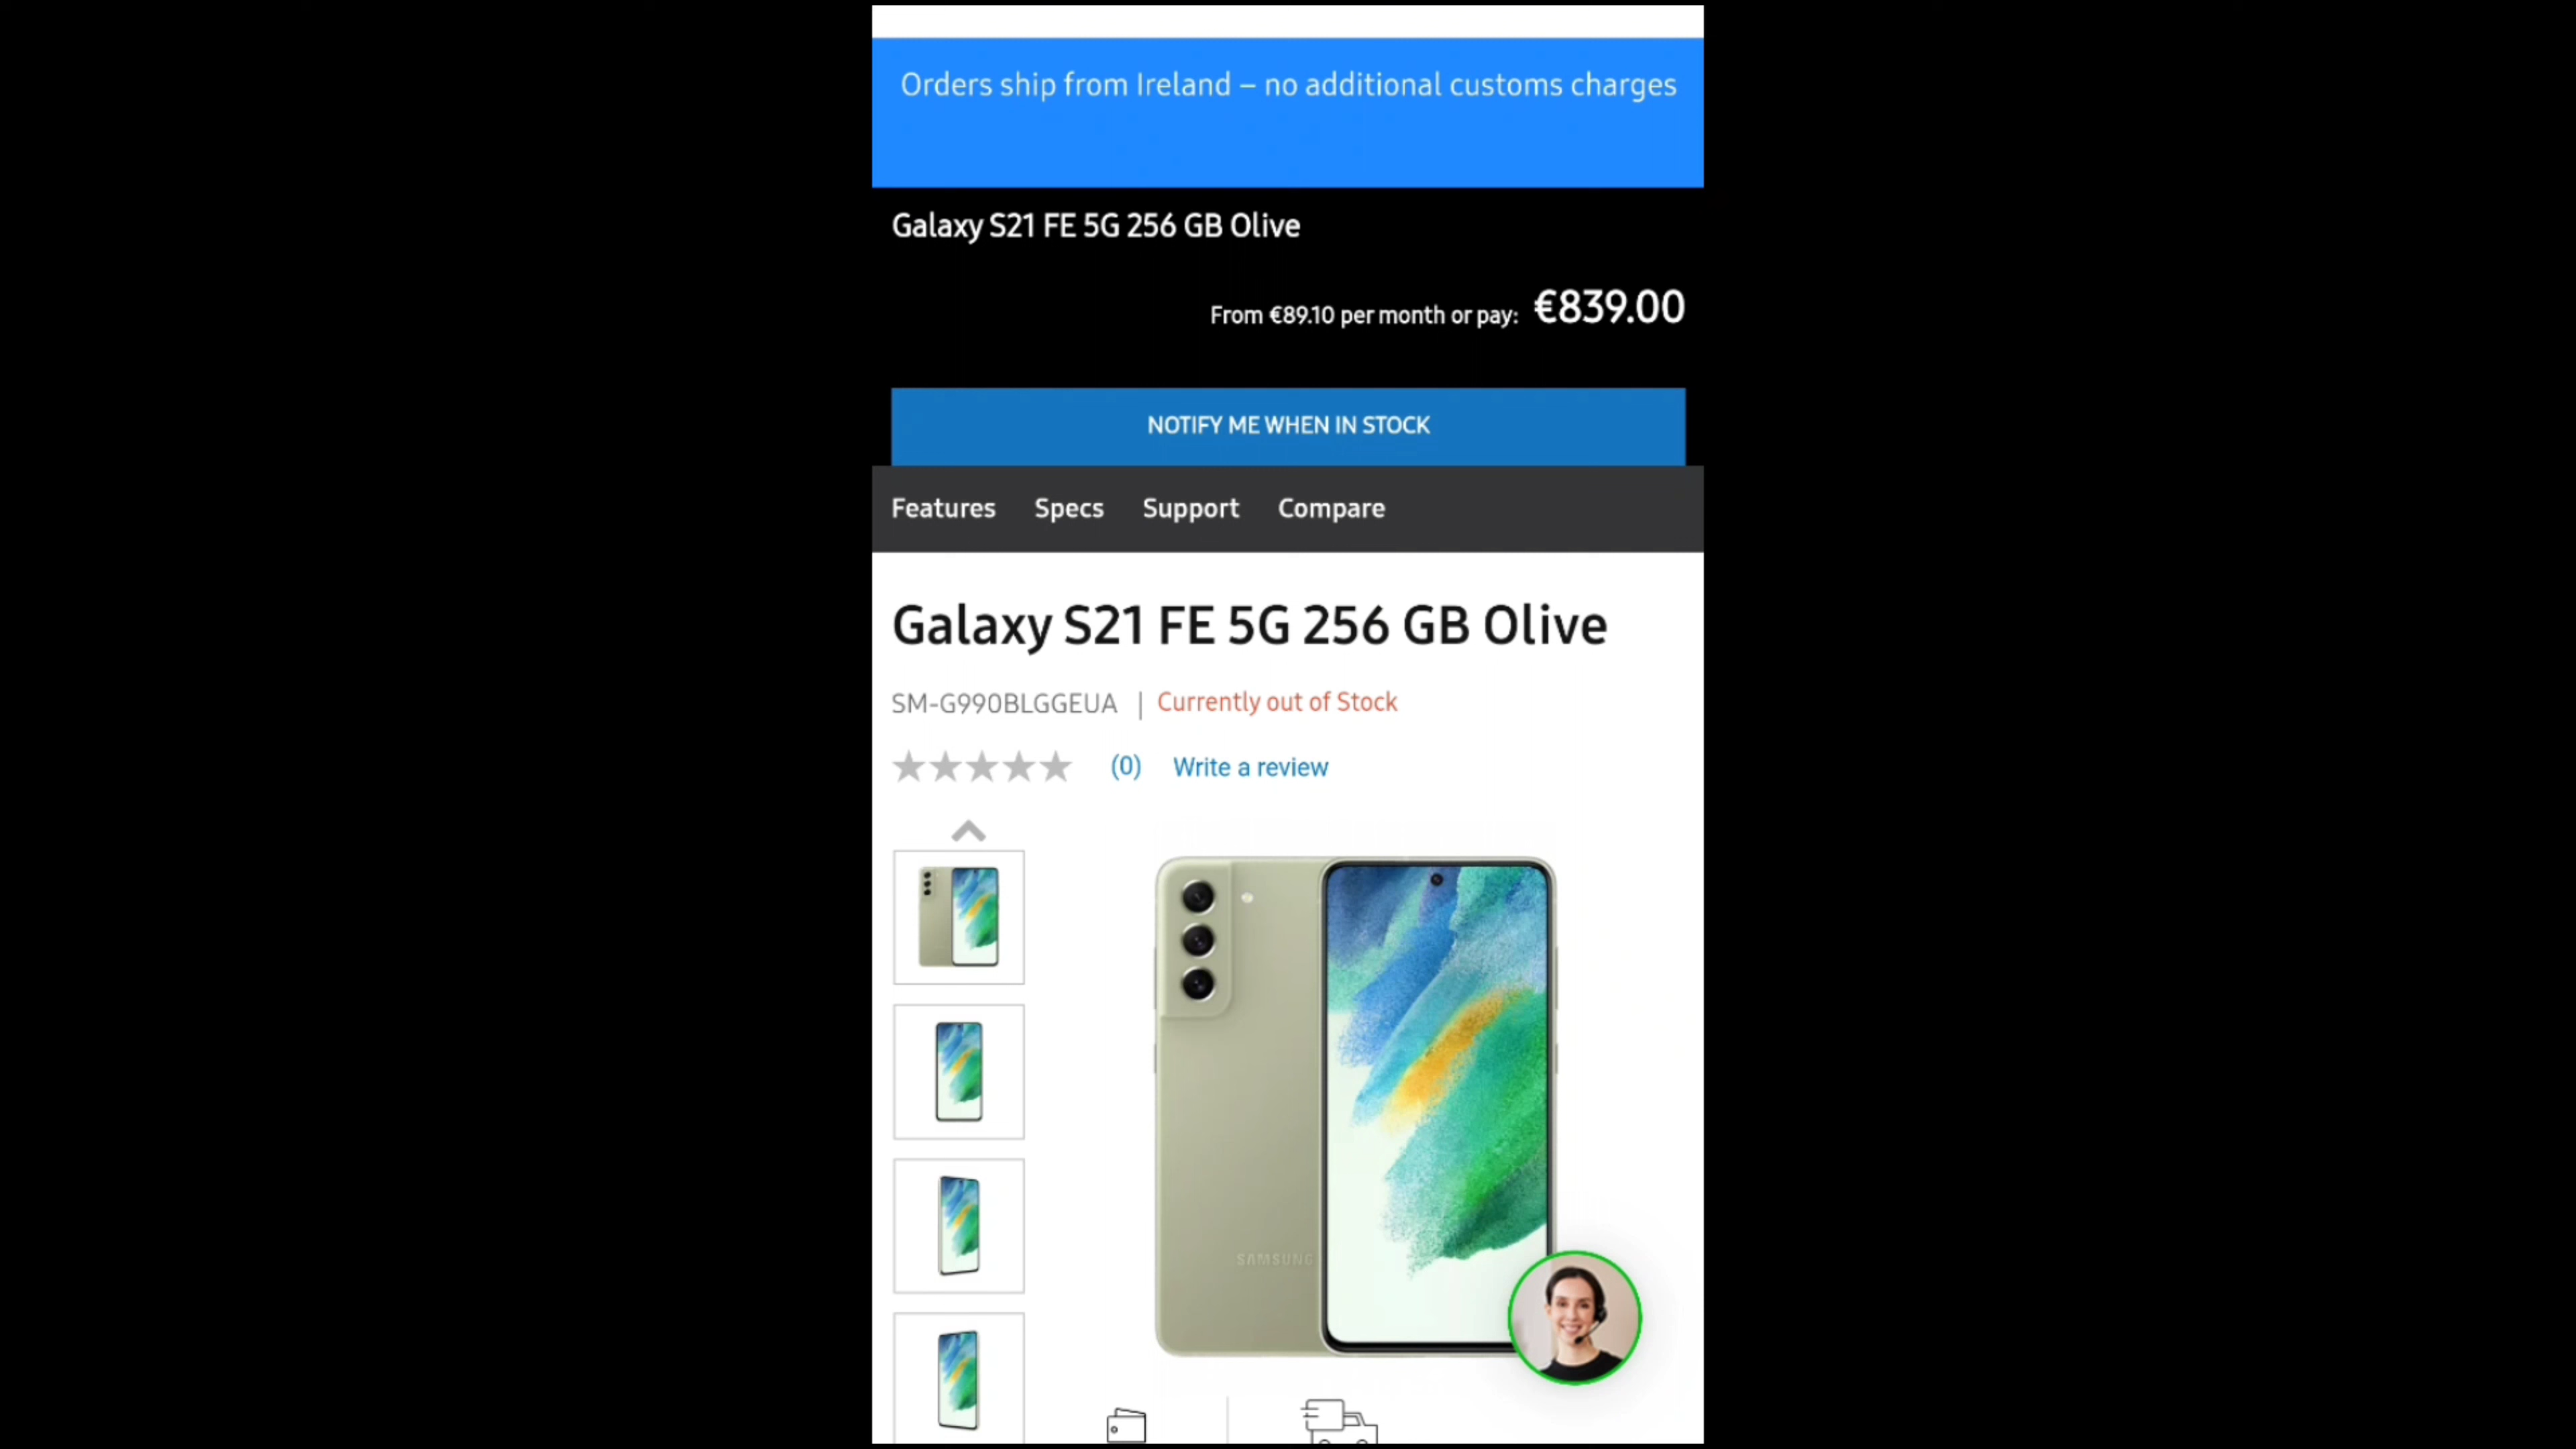 Orders ship from Ireland – no additional customs charges
Galaxy S21 FE 5G 256 GB Olive
From €89.10 per month or pay: €839.00
NOTIFY ME WHEN IN STOCK
Features Specs Support Compare
Galaxy S21 FE 5G 256 GB Olive
SM-G990BLGGEUA | Currently out of Stock
(0) Write a review
SAMSUNG